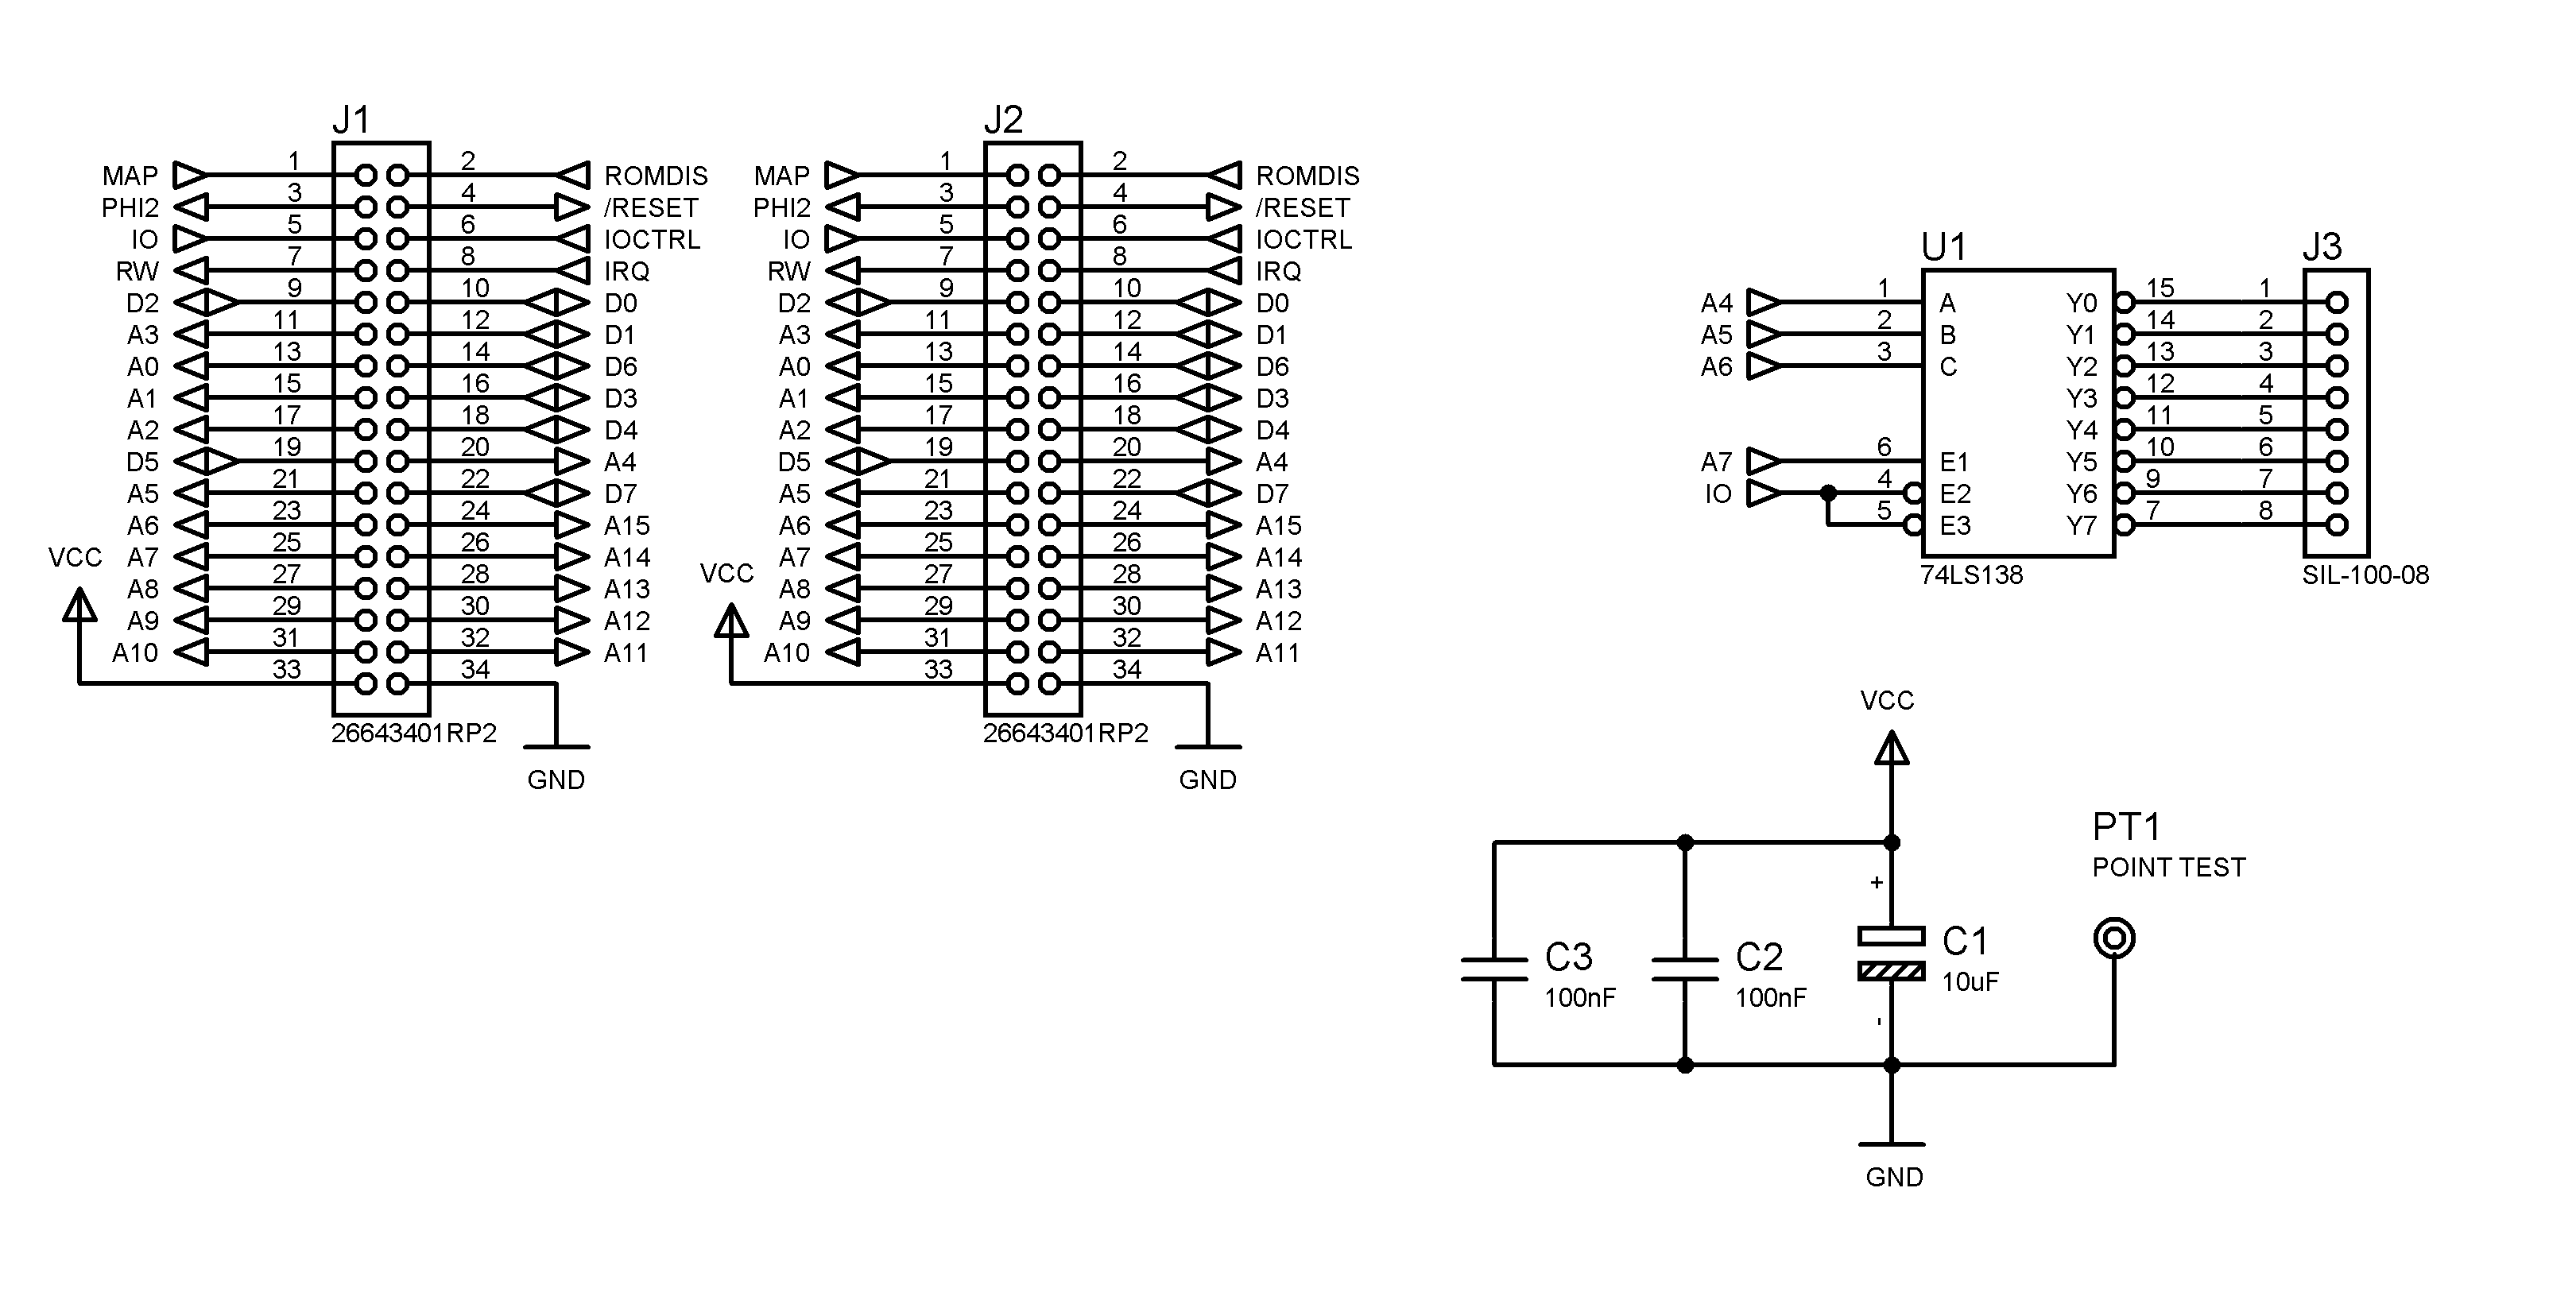 J1
MAP 1 2 ROMDIS
PHI2 3 4 /RESET
IO 5 6 IOCTRL
RW 7 8 IRQ
D2 9 10 D0
A3 11 12 D1
A0 13 14 D6
A1 15 16 D3
A2 17 18 D4
D5 19 20 A4
A5 21 22 D7
A6 23 24 A15
A7 25 26 A14
A8 27 28 A13
A9 29 30 A12
A10 31 32 A11
VCC 33 34
26643401RP2
GND
J2
MAP 1 2 ROMDIS
PHI2 3 4 /RESET
IO 5 6 IOCTRL
RW 7 8 IRQ
D2 9 10 D0
A3 11 12 D1
A0 13 14 D6
A1 15 16 D3
A2 17 18 D4
D5 19 20 A4
A5 21 22 D7
A6 23 24 A15
A7 25 26 A14
A8 27 28 A13
A9 29 30 A12
A10 31 32 A11
VCC 33 34
26643401RP2
GND
U1 J3
A4 1 A Y0 15 1
A5 2 B Y1 14 2
A6 3 C Y2 13 3
Y3 12 4
Y4 11 5
A7 6 E1 Y5 10 6
IO 4 E2 Y6 9 7
5 E3 Y7 7 8
74LS138 SIL-100-08
VCC
PT1
POINT TEST
+
C3 C2 C1
100nF 100nF 10uF
-
GND